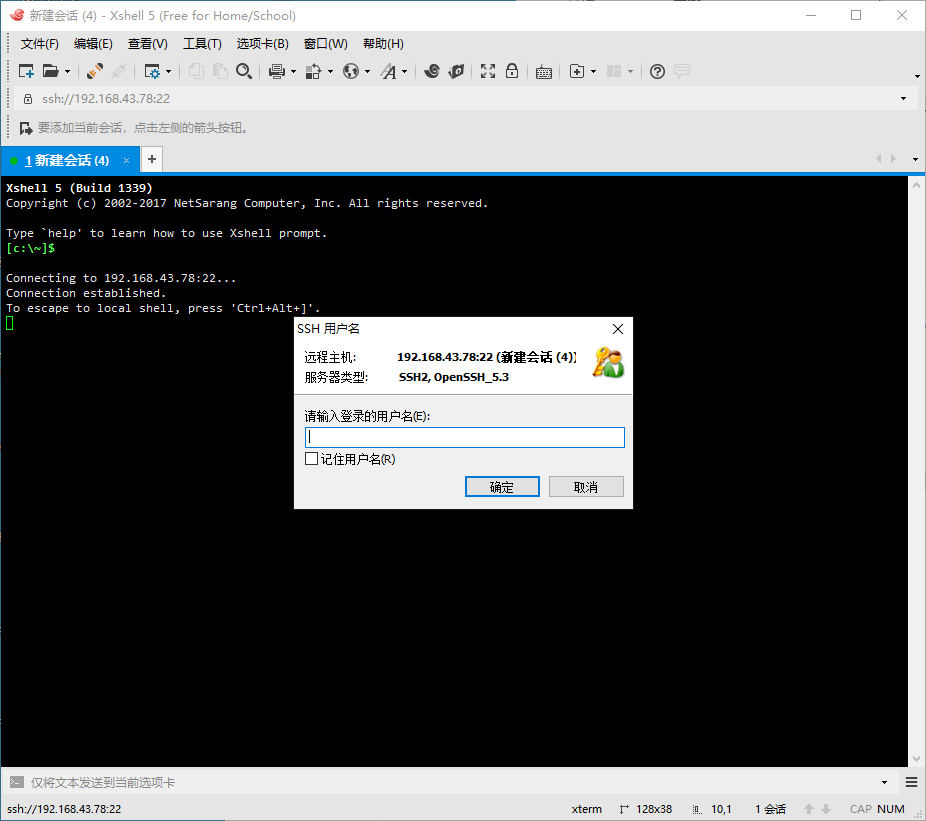 新建会话 (4) - Xshell 5 (Free for Home/School)
文件(F) 编辑(E) 查看(V) 工具(T) 选项卡(B) 窗口(W) 帮助(H)
ssh://192.168.43.78:22
要添加当前会话，点击左侧的箭头按钮。
1 新建会话 (4) × +
Xshell 5 (Build 1339)
Copyright (c) 2002-2017 NetSarang Computer, Inc. All rights reserved.
Type `help' to learn how to use Xshell prompt.
[c:\~]$
Connecting to 192.168.43.78:22...
Connection established.
To escape to local shell, press 'Ctrl+Alt+]'.
SSH 用户名
远程主机: 192.168.43.78:22 (新建会话 (4))
服务器类型: SSH2, OpenSSH_5.3
请输入登录的用户名(E):
记住用户名(R)
确定 取消
仅将文本发送到当前选项卡
ssh://192.168.43.78:22 xterm 128x38 10,1 1 会话 CAP NUM